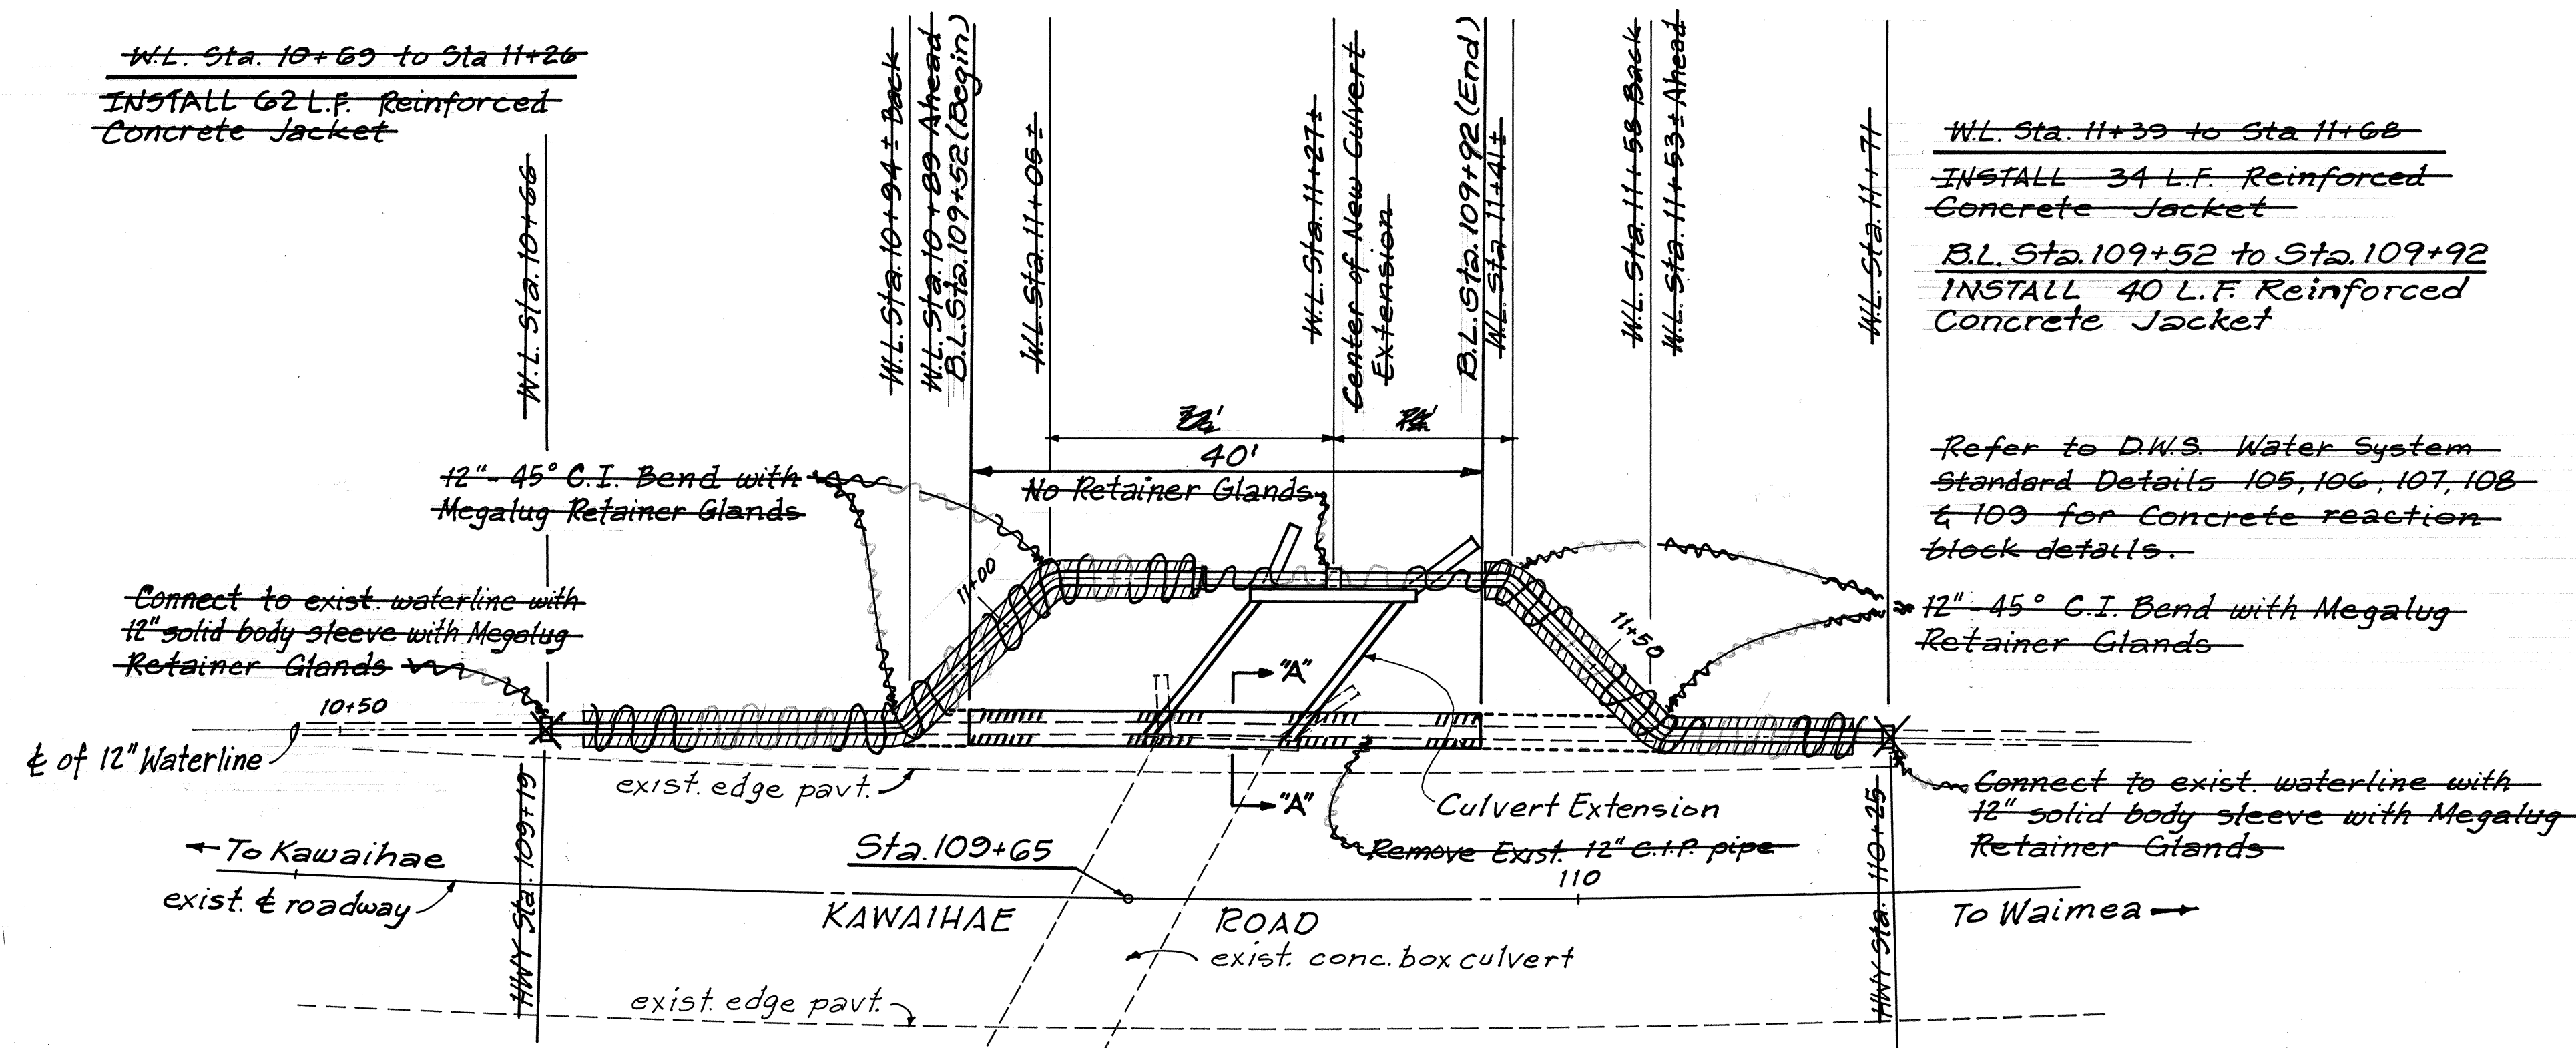 W.L. Sta. 10+69 to Sta 11+26
INSTALL 62 L.F. Reinforced
Concrete Jacket
W.L. Sta. 10+66
W.L. Sta. 10+94± Back
W.L. Sta. 10+89 Ahead
B.L. Sta. 109+52 (Begin)
W.L. Sta. 11+05±
W.L. Sta. 11+27±
Center of New Culvert
Extension
B.L. Sta. 109+92 (End)
W.L. Sta. 11+41±
W.L. Sta. 11+58 Back
W.L. Sta. 11+53± Ahead
W.L. Sta. 11+71
W.L. Sta. 11+39 to Sta 11+68
INSTALL 34 L.F. Reinforced
Concrete Jacket
B.L. Sta. 109+52 to Sta. 109+92
INSTALL 40 L.F. Reinforced
Concrete Jacket
40'
No Retainer Glands
12"-45° C.I. Bend with
Megalug Retainer Glands
Refer to D.W.S. Water System
Standard Details 105, 106, 107, 108
& 109 for Concrete reaction
block details.
Connect to exist. waterline with
12" solid body sleeve with Megalug
Retainer Glands
12"-45° C.I. Bend with Megalug
Retainer Glands
11+00
11+50
"A"
10+50
℄ of 12" Waterline
exist. edge pavt.
"A"
Culvert Extension
Connect to exist. waterline with
12" solid body sleeve with Megalug
Retainer Glands
HWY Sta. 109+19
HWY Sta. 110+25
←To Kawaihae
Sta. 109+65
Remove Exist. 12" C.I.P. pipe
110
exist. ℄ roadway
KAWAIHAE ROAD
To Waimea→
exist. conc. box culvert
exist. edge pavt.